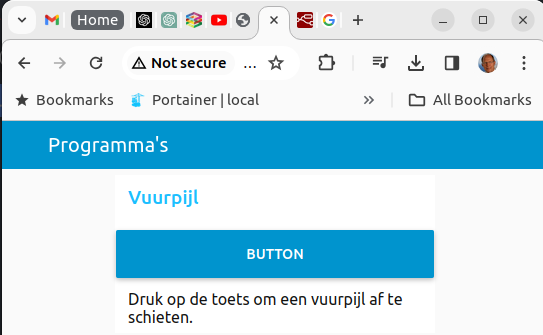 Home
Not secure
...
Bookmarks
Portainer | local
»
All Bookmarks
Programma's
Vuurpijl
BUTTON
Druk op de toets om een vuurpijl af te
schieten.